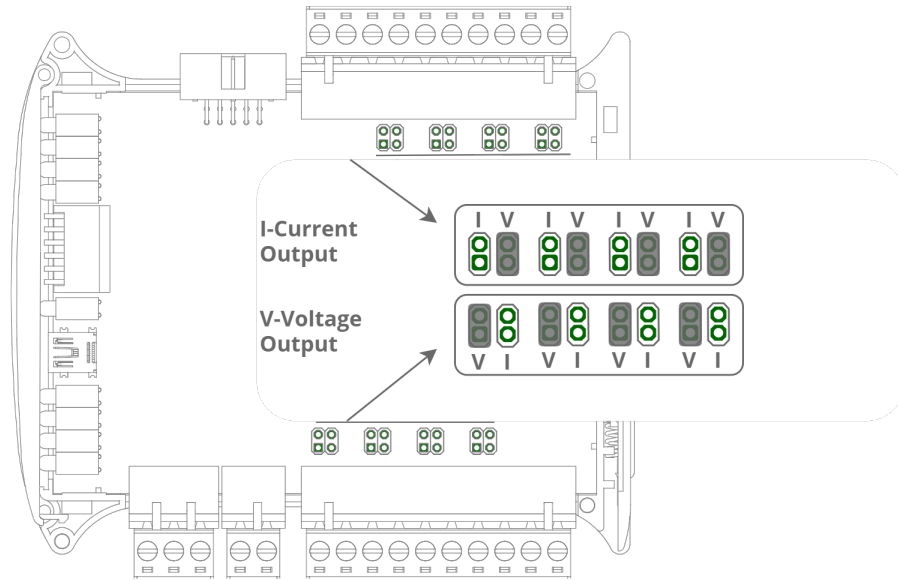 I V I V I V I V
I-Current
Output
V-Voltage
Output
V I V I V I V I